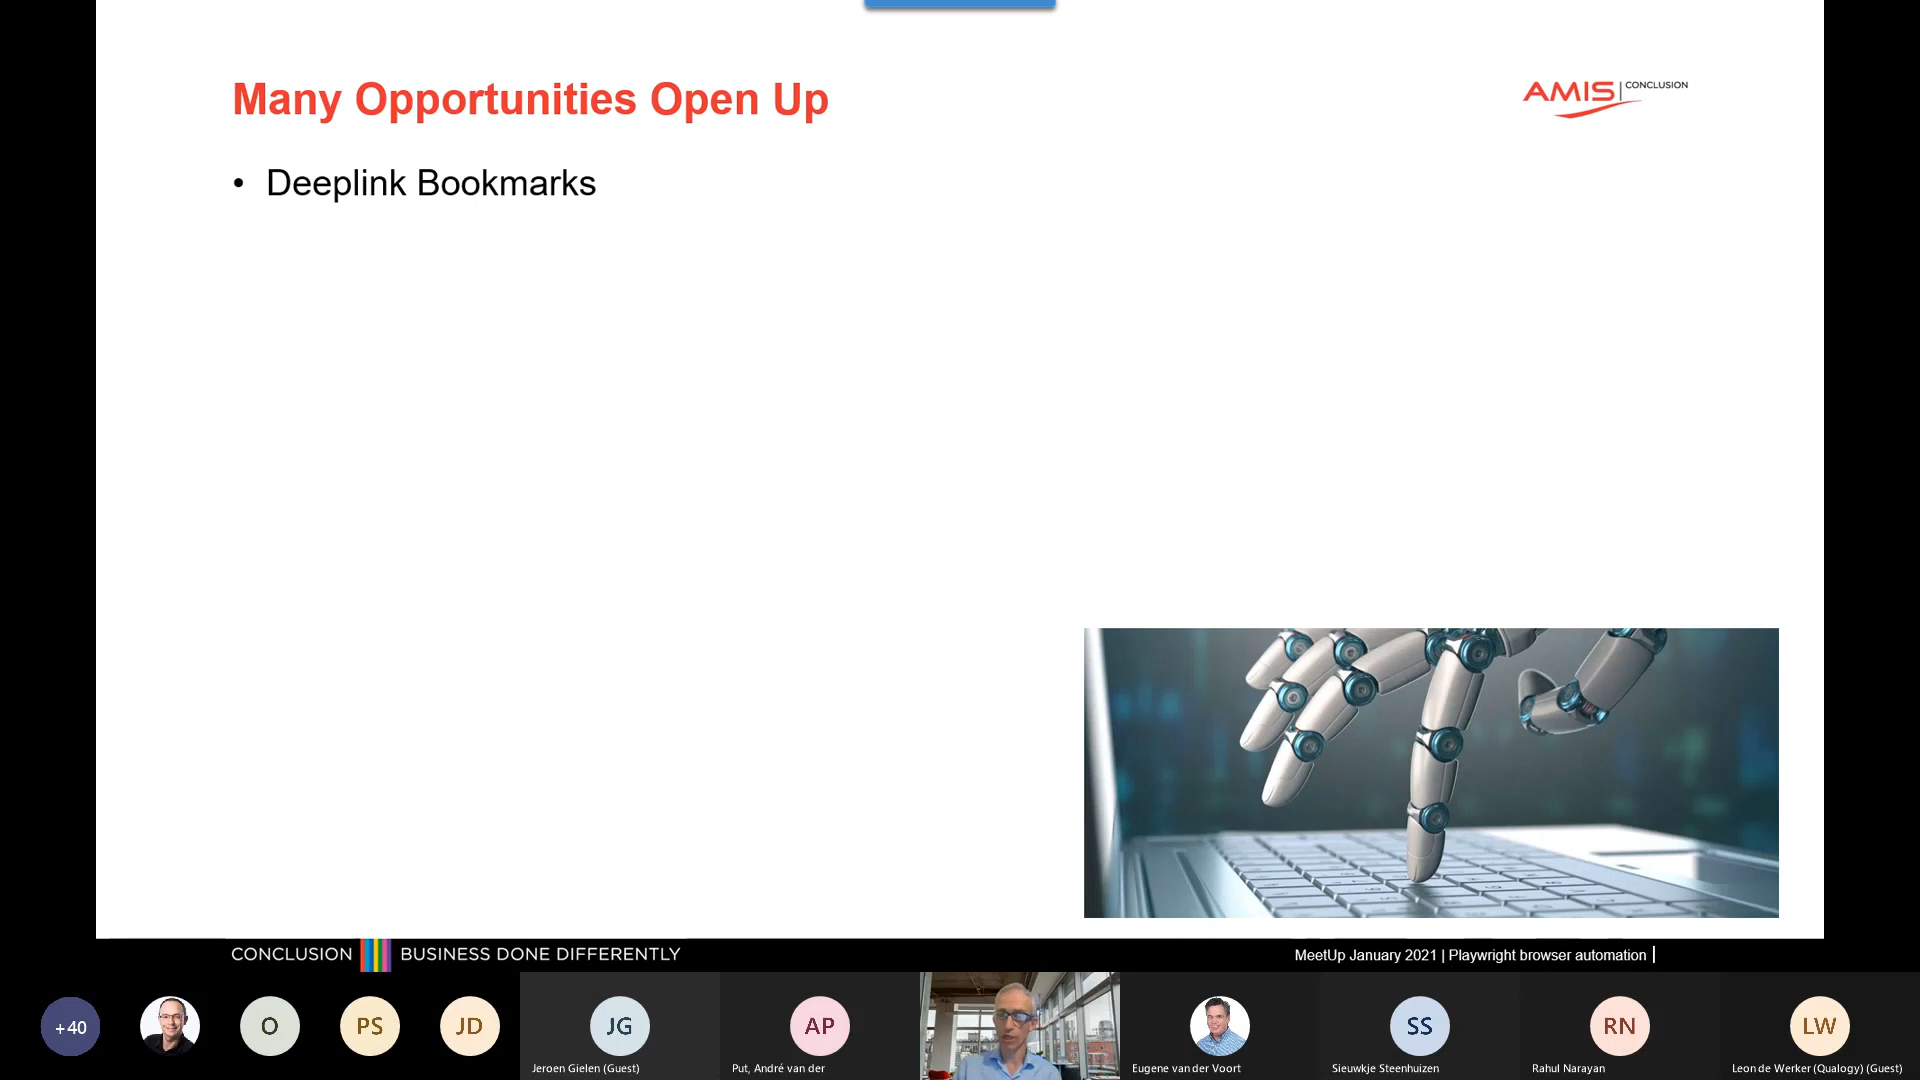 Many Opportunities Open Up
AMIS | CONCLUSION
• Deeplink Bookmarks
CONCLUSION BUSINESS DONE DIFFERENTLY
MeetUp January 2021 | Playwright browser automation |
+40
O
PS
JD
JG
AP
SS
RN
LW
Jeroen Gielen (Guest)
Put, André van der
Eugene van der Voort
Sieuwkje Steenhuizen
Rahul Narayan
Leon de Werker (Qualogy) (Guest)